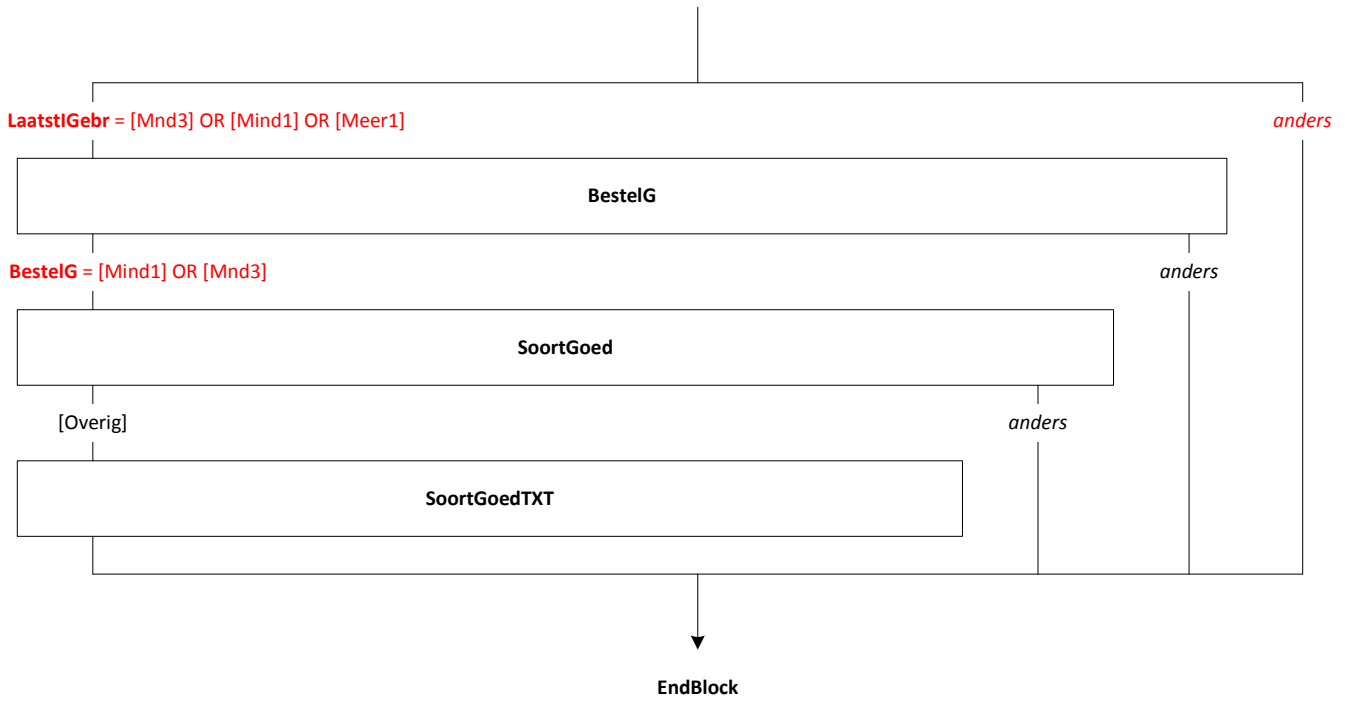 LaatstIGebr = [Mnd3] OR [Mind1] OR [Meer1]
anders
BestelG
BestelG = [Mind1] OR [Mnd3]
anders
SoortGoed
[Overig]
anders
SoortGoedTXT
EndBlock